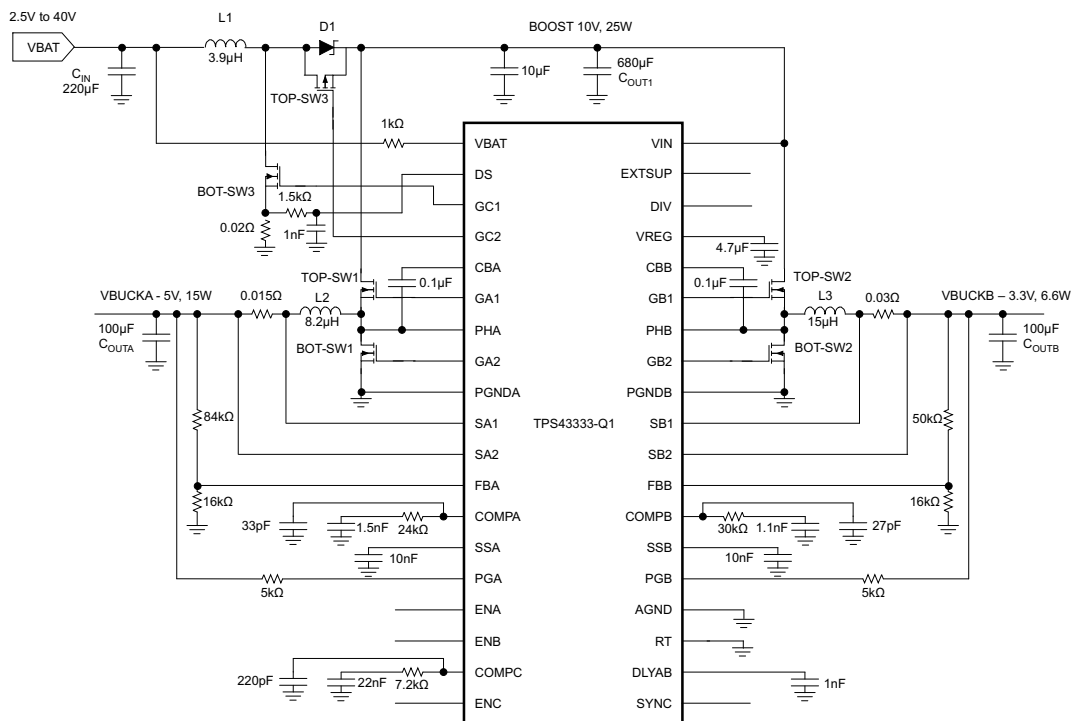 2.5V to 40V
VBAT
L1
3.9µH
D1
BOOST 10V, 25W
CIN
220µF
TOP-SW3
10µF
680µF
COUT1
1kΩ
BOT-SW3
1.5kΩ
0.02Ω
1nF
VBAT
DS
GC1
GC2
CBA
GA1
PHA
GA2
PGNDA
SA1
SA2
FBA
COMPA
SSA
PGA
ENA
ENB
COMPC
ENC
TPS43333-Q1
VIN
EXTSUP
DIV
VREG
CBB
GB1
PHB
GB2
PGNDB
SB1
SB2
FBB
COMPB
SSB
PGB
AGND
RT
DLYAB
SYNC
4.7µF
TOP-SW1
0.1µF
VBUCKA - 5V, 15W
0.015Ω
L2
8.2µH
100µF
COUTA
BOT-SW1
84kΩ
16kΩ
33pF
1.5nF
24kΩ
10nF
5kΩ
220pF
22nF
7.2kΩ
0.1µF
TOP-SW2
L3
15µH
0.03Ω
VBUCKB – 3.3V, 6.6W
100µF
COUTB
BOT-SW2
50kΩ
16kΩ
30kΩ
1.1nF
27pF
10nF
5kΩ
1nF